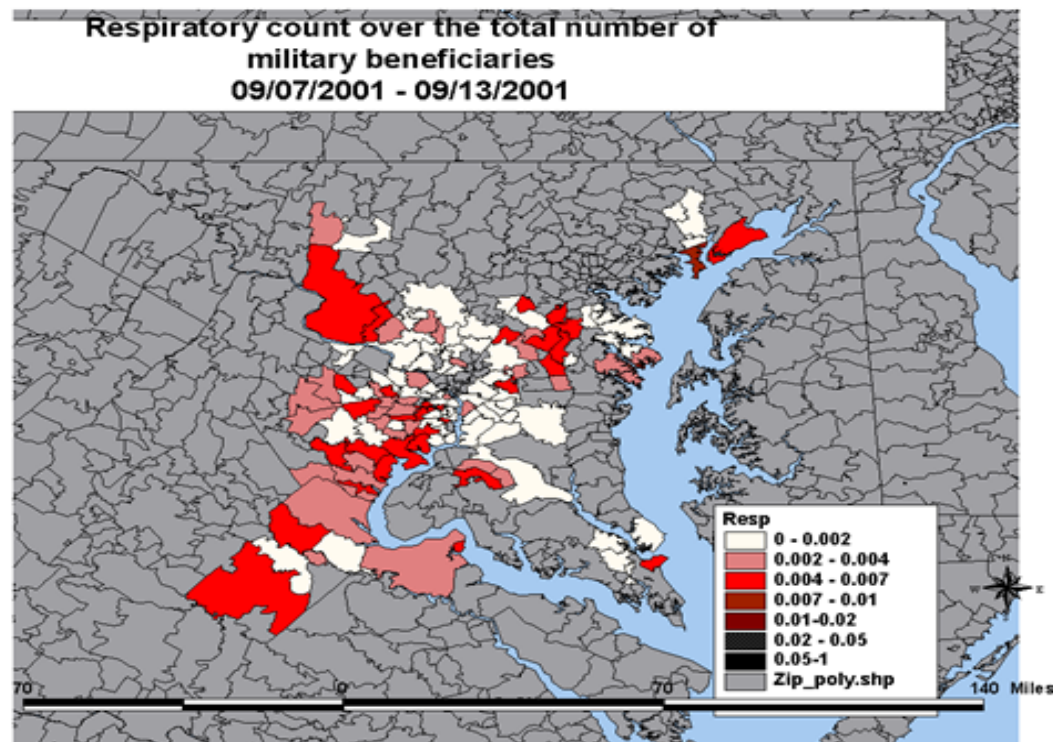 Respiratory count over the total number of
military beneficiaries
09/07/2001 - 09/13/2001
Resp
0 - 0.002
0.002 - 0.004
0.004 - 0.007
0.007 - 0.01
0.01-0.02
0.02 - 0.05
0.05-1
Zip_poly.shp
W E
70 0 70 140 Miles